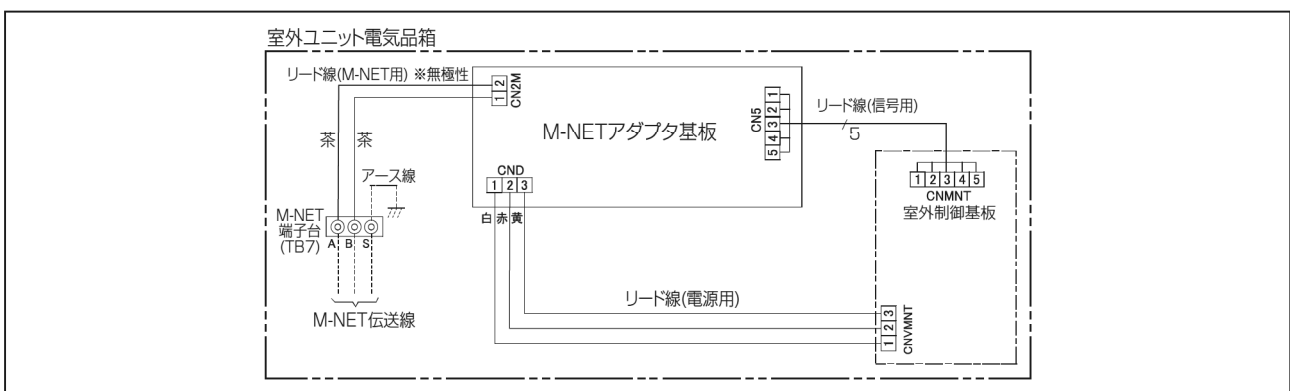 室外ユニット電気品箱
リード線(M-NET用) ※無極性
2
1
CN2M
M-NETアダプタ基板
CN5
1
2
3
4
5
リード線(信号用)
5
茶
茶
アース線
CND
1 2 3
白 赤 黄
1 2 3 4 5
CNMNT
室外制御基板
M-NET
端子台
(TB7)
A B S
M-NET伝送線
リード線(電源用)
3
2
1
CNVMNT